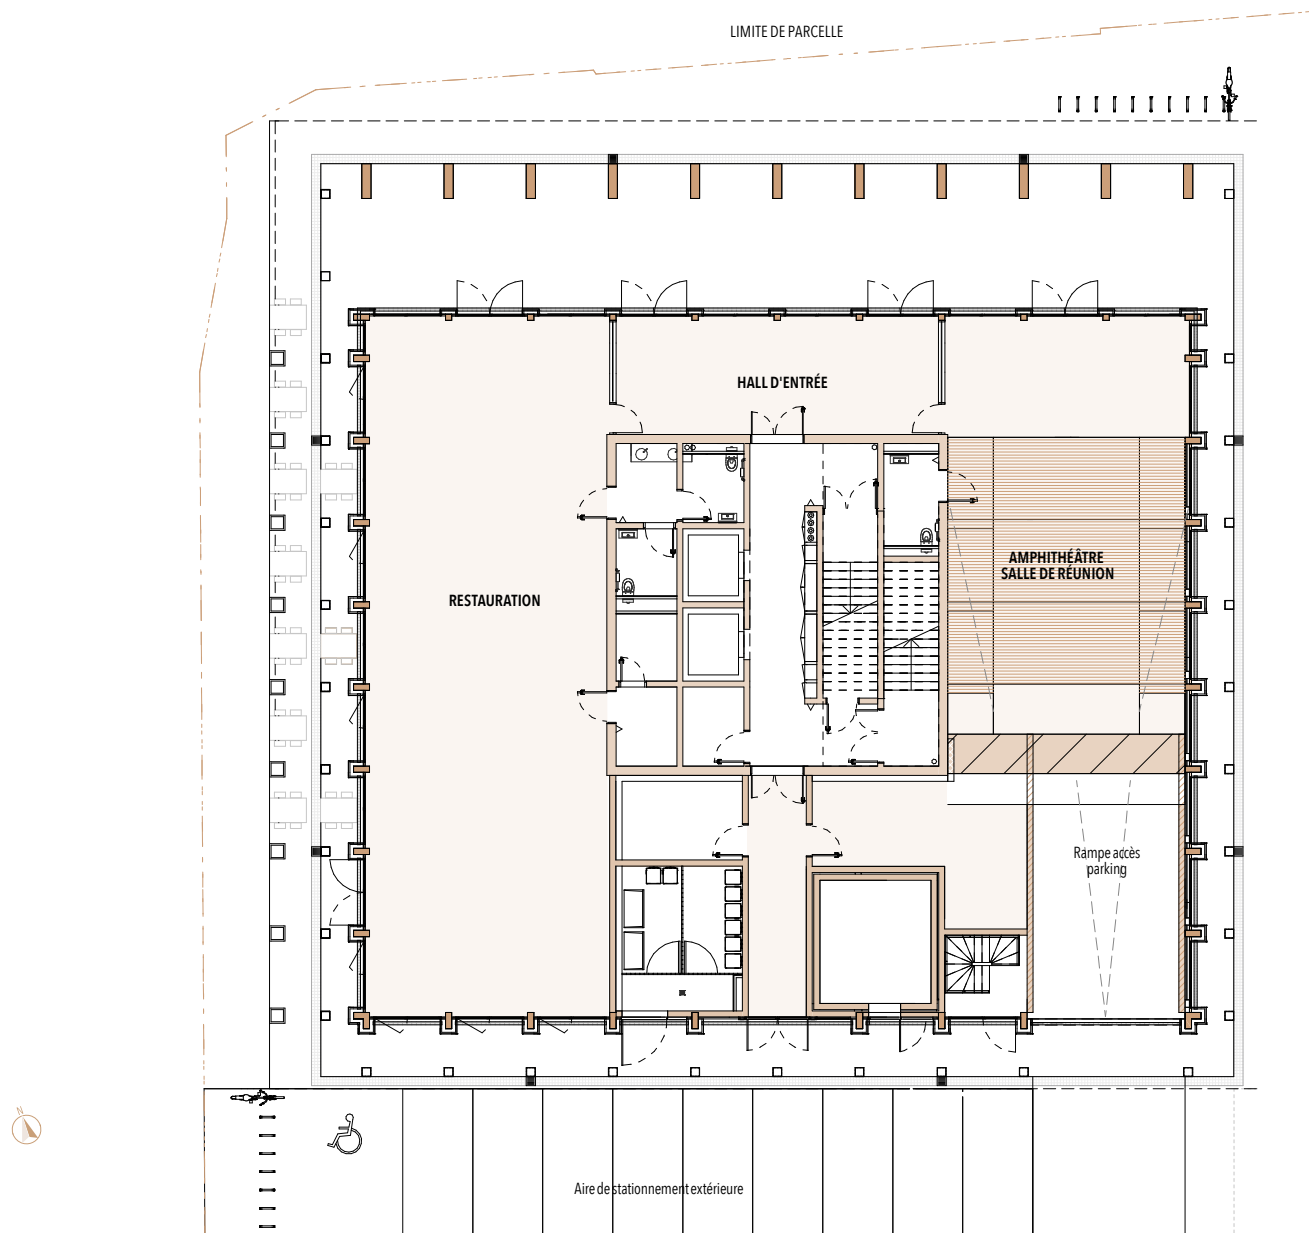 LIMITE DE PARCELLE
HALL D'ENTRÉE
AMPHITHÉÂTRE
SALLE DE RÉUNION
RESTAURATION
Rampe accès
parking
N
Aire de stationnement extérieure